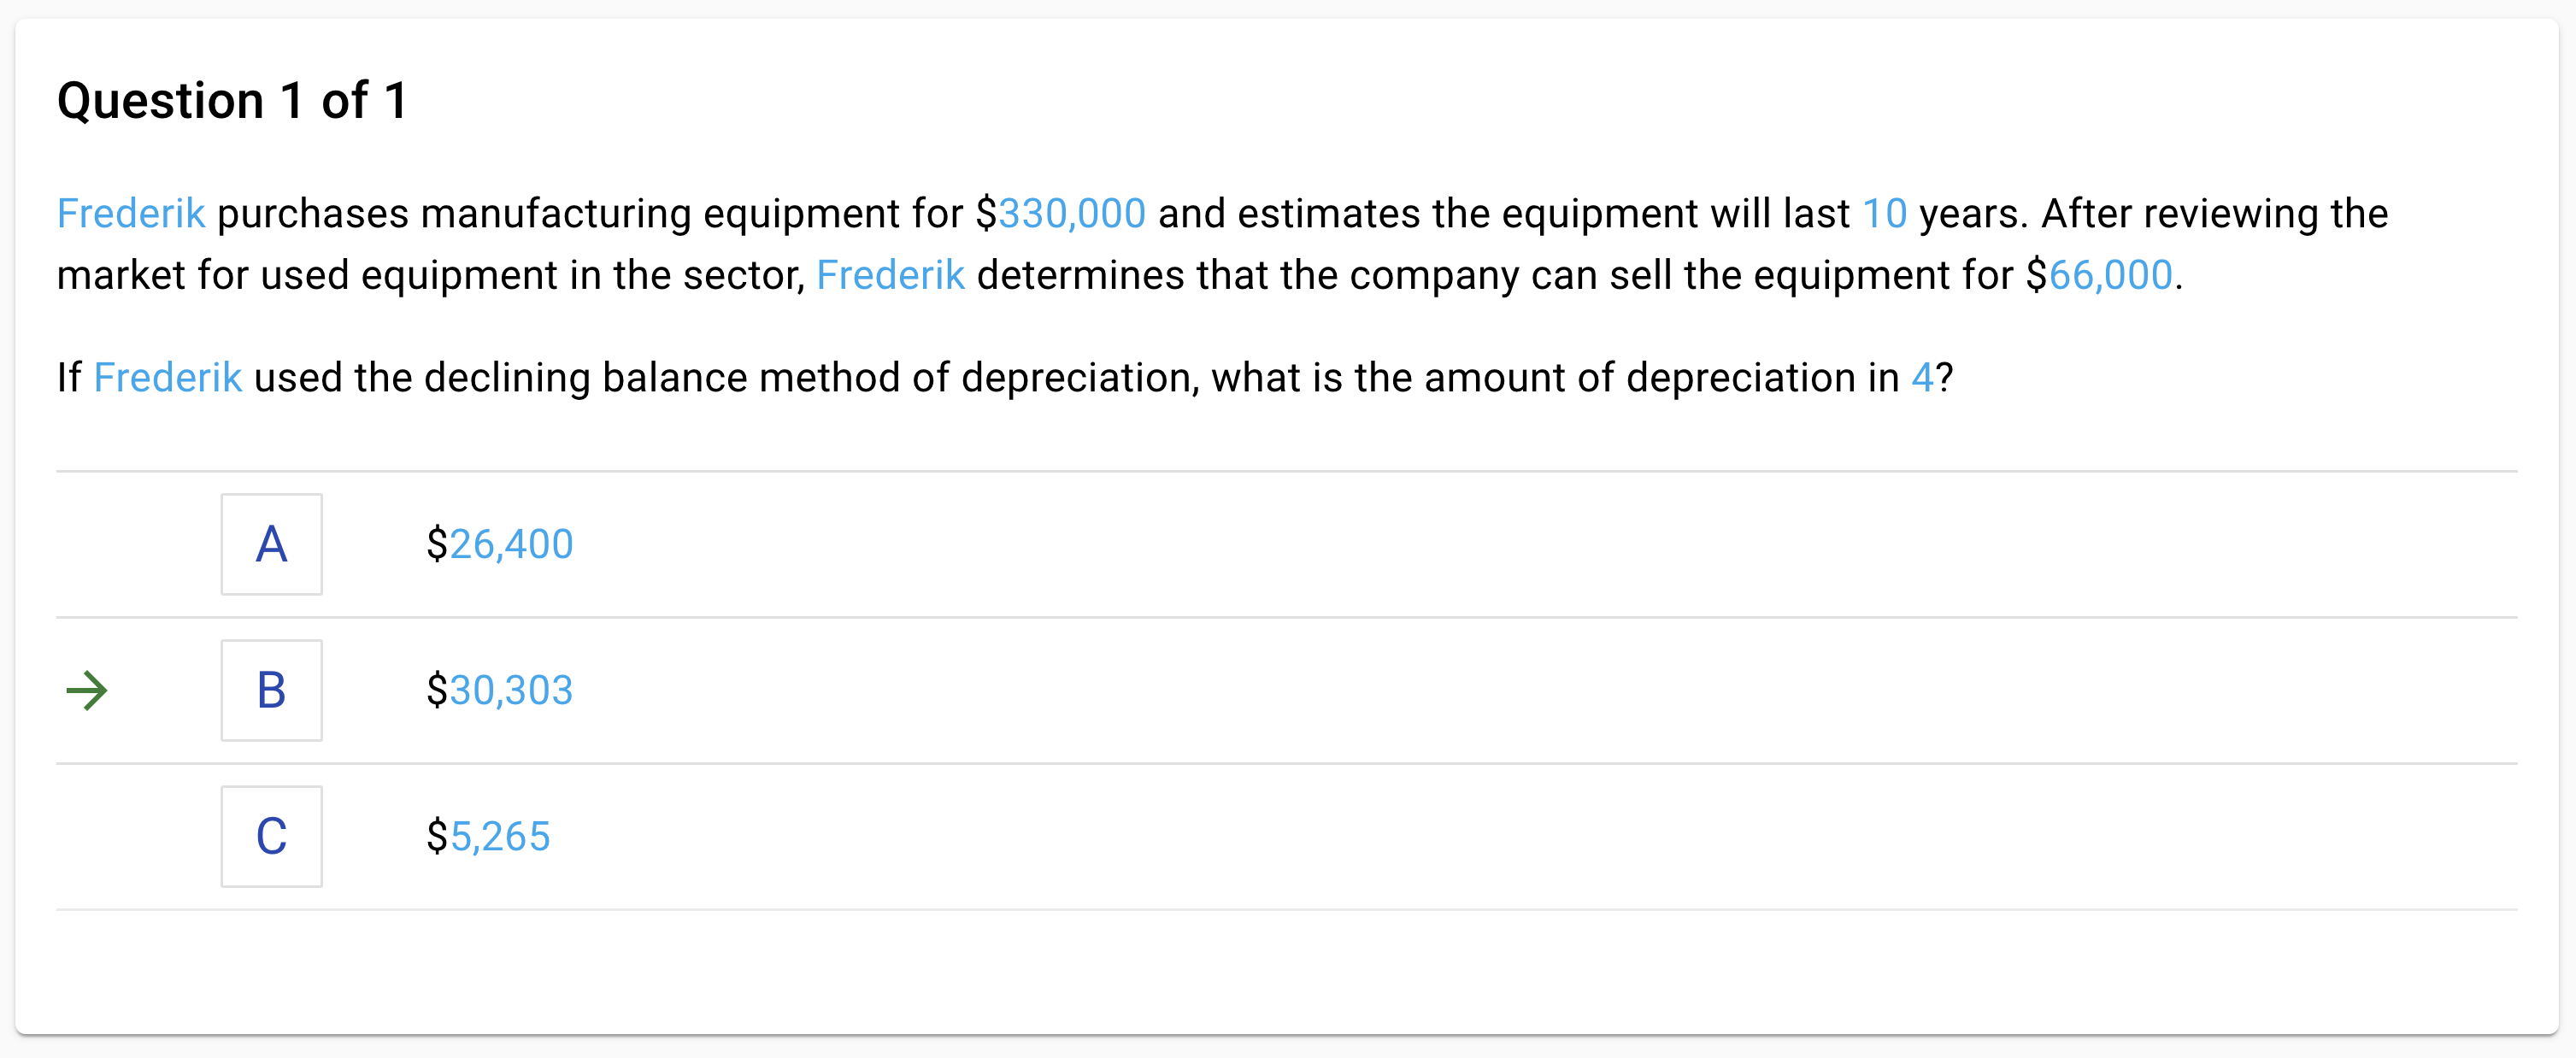 Question 1 of 1
Frederik purchases manufacturing equipment for $330,000 and estimates the equipment will last 10 years. After reviewing the
market for used equipment in the sector, Frederik determines that the company can sell the equipment for $66,000.
If Frederik used the declining balance method of depreciation, what is the amount of depreciation in 4?
A $26,400
B $30,303
C $5,265